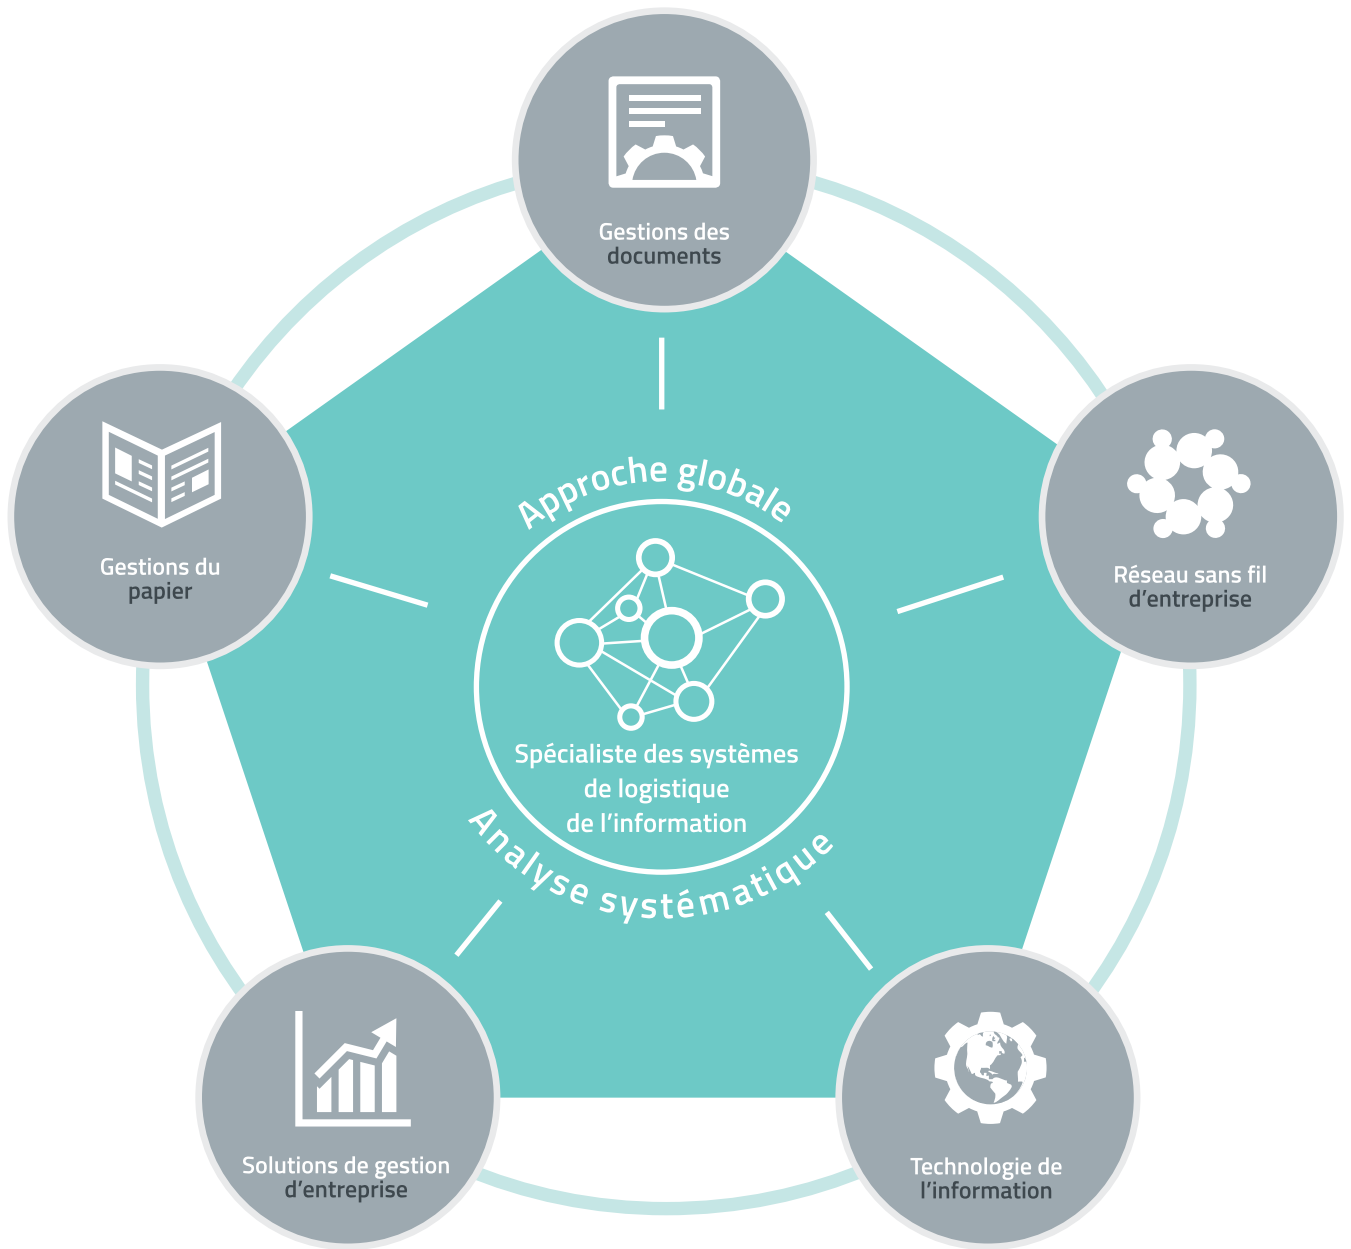 Gestions des
documents
Gestions du
papier
Réseau sans fil
d’entreprise
Approche globale
Spécialiste des systèmes
de logistique
de l’information
Analyse systématique
Solutions de gestion
d’entreprise
Technologie de
l’information